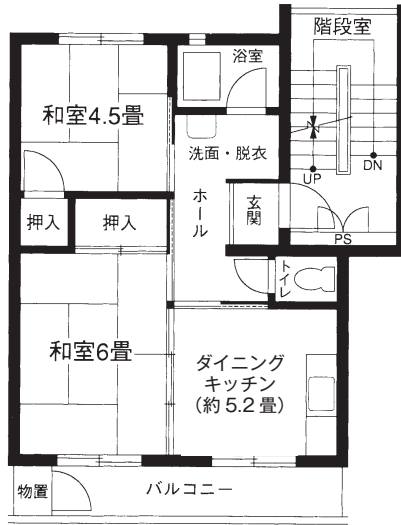 階段室
浴室
和室4.5畳
洗面・脱衣
UP
DN
押入
押入
ホール
玄関
PS
トイレ
和室6畳
ダイニング
キッチン
(約5.2畳)
物置
バルコニー